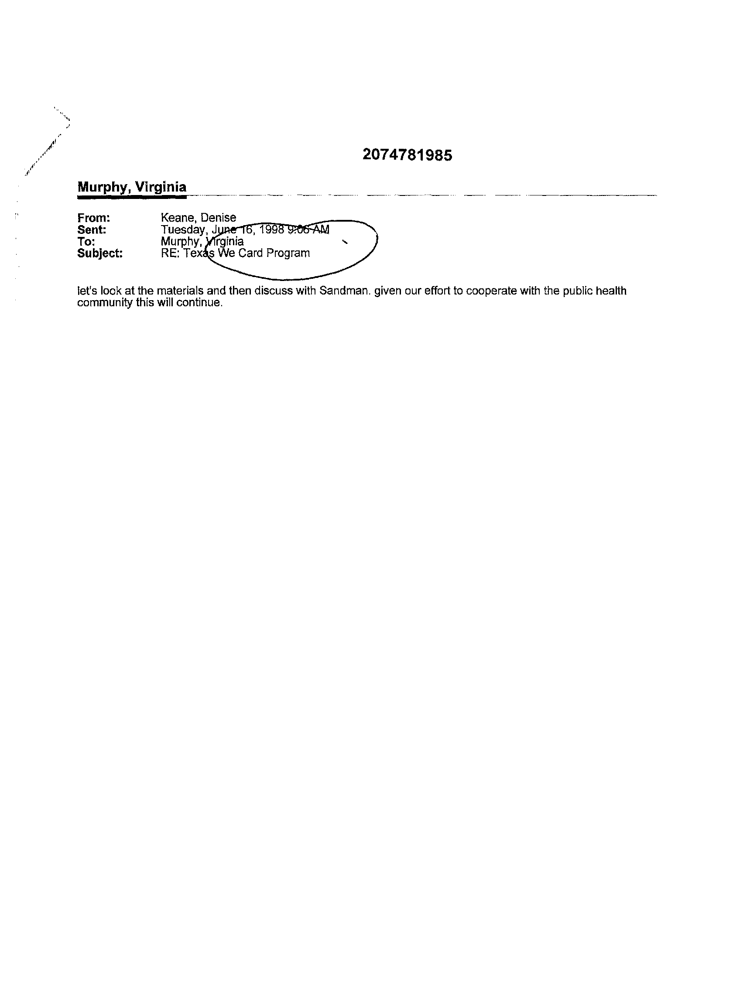 2074781985
Murphy, Virginia
From: Keane, Denise
Sent: Tuesday, June 16, 1998 9:06 AM
To: Murphy, Virginia
Subject: RE: Texas We Card Program
let's look at the materials and then discuss with Sandman. given our effort to cooperate with the public health
community this will continue.